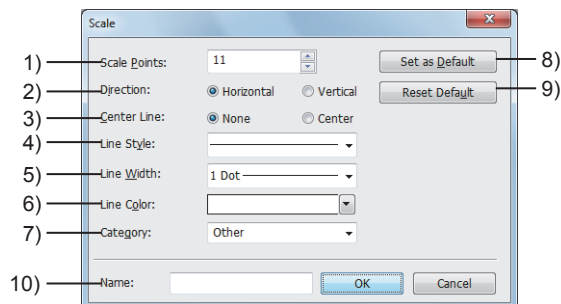 Scale
1) Scale Points: 11 Set as Default 8)
2) Direction: Horizontal Vertical Reset Default 9)
3) Center Line: None Center
4) Line Style:
5) Line Width: 1 Dot
6) Line Color:
7) Category: Other
10) Name: OK Cancel